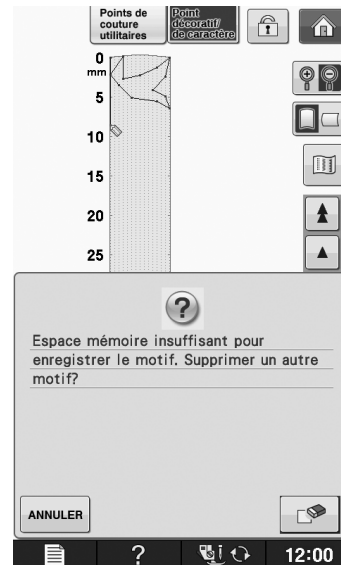 Points de
couture
utilitaires
Point
décoratif/
de caractère
0
mm
5
10
15
20
25
?
Espace mémoire insuffisant pour
enregistrer le motif. Supprimer un autre
motif?
ANNULER
?
12:00